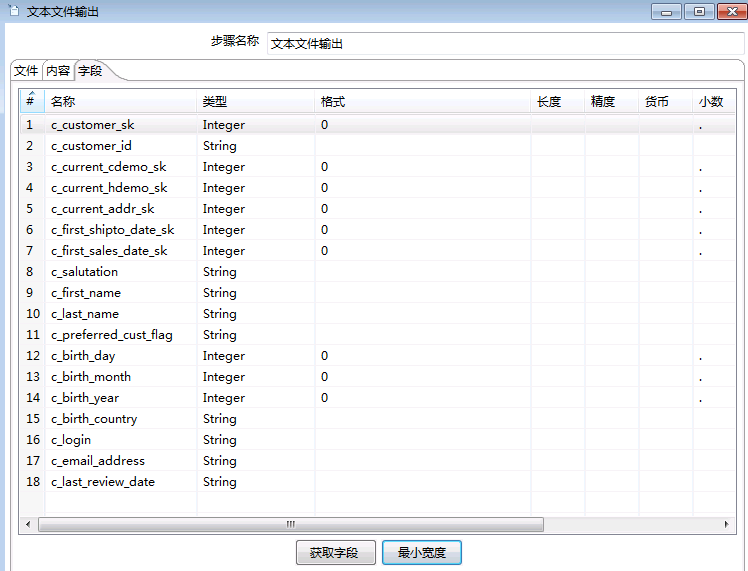 文本文件输出
步骤名称 文本文件输出
文件 内容 字段
# 名称 类型 格式 长度 精度 货币 小数
1 c_customer_sk Integer 0 .
2 c_customer_id String
3 c_current_cdemo_sk Integer 0 .
4 c_current_hdemo_sk Integer 0 .
5 c_current_addr_sk Integer 0 .
6 c_first_shipto_date_sk Integer 0 .
7 c_first_sales_date_sk Integer 0 .
8 c_salutation String
9 c_first_name String
10 c_last_name String
11 c_preferred_cust_flag String
12 c_birth_day Integer 0 .
13 c_birth_month Integer 0 .
14 c_birth_year Integer 0 .
15 c_birth_country String
16 c_login String
17 c_email_address String
18 c_last_review_date String
获取字段 最小宽度